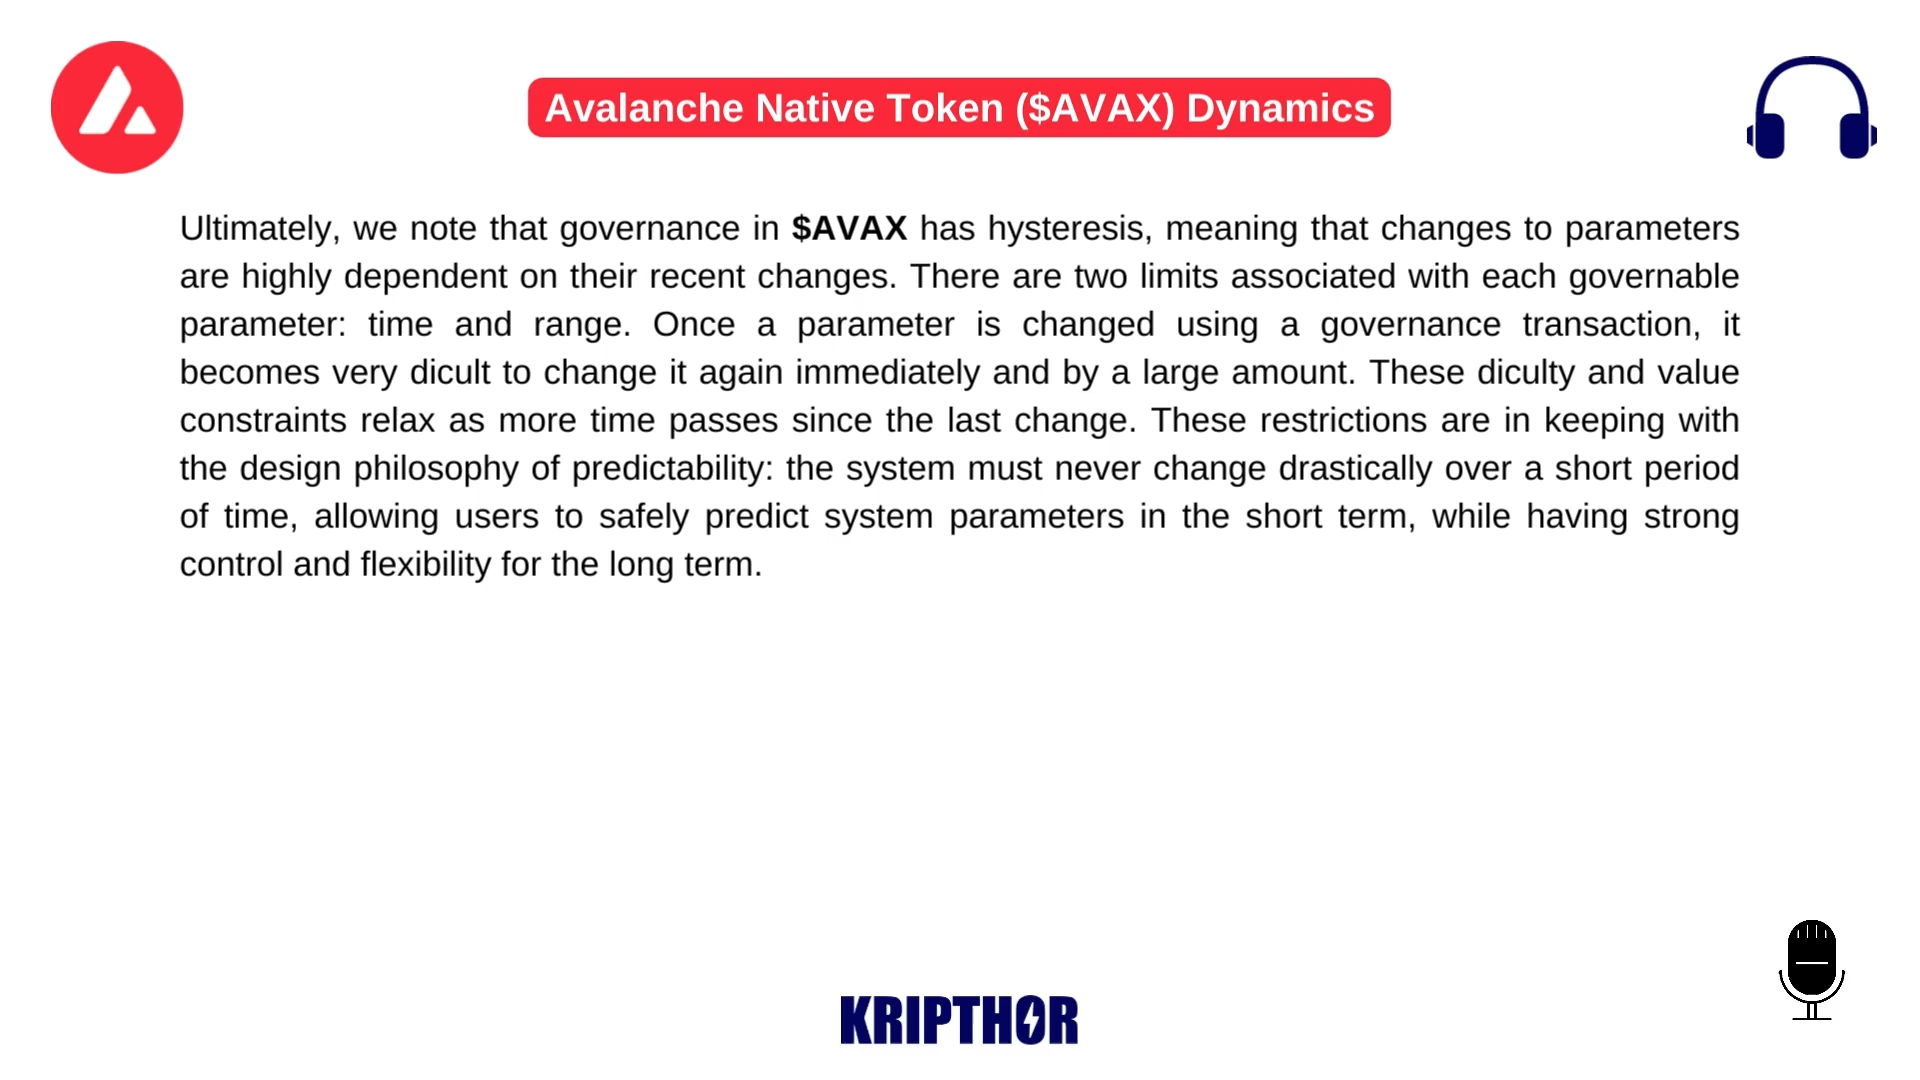 Avalanche Native Token ($AVAX) Dynamics
Ultimately, we note that governance in $AVAX has hysteresis, meaning that changes to parameters
are highly dependent on their recent changes. There are two limits associated with each governable
parameter: time and range. Once a parameter is changed using a governance transaction, it
becomes very dicult to change it again immediately and by a large amount. These diculty and value
constraints relax as more time passes since the last change. These restrictions are in keeping with
the design philosophy of predictability: the system must never change drastically over a short period
of time, allowing users to safely predict system parameters in the short term, while having strong
control and flexibility for the long term.
KRIPTHOR